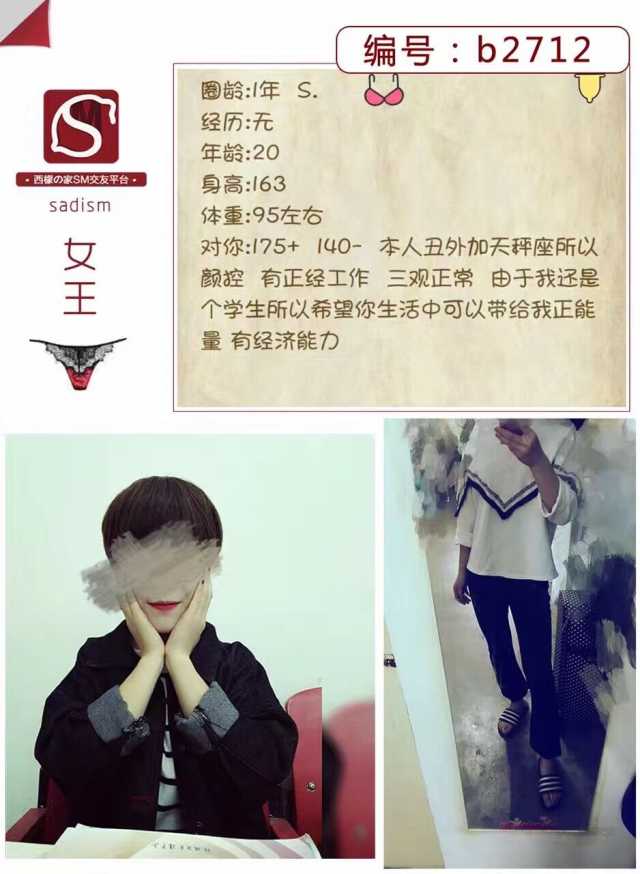 编号：b2712
圈龄:1年 S.
经历:无
年龄:20
身高:163
体重:95左右
对你:175+ 140- 本人丑外加天秤座所以
颜控 有正经工作 三观正常 由于我还是
个学生所以希望你生活中可以带给我正能
量 有经济能力
S
·西檬の家SM交友平台·
sadism
女王